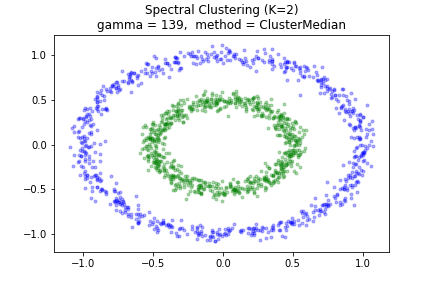 Spectral Clustering (K=2)
gamma = 139,  method = ClusterMedian
1.0
0.5
0.0
−0.5
−1.0
−1.0 −0.5 0.0 0.5 1.0